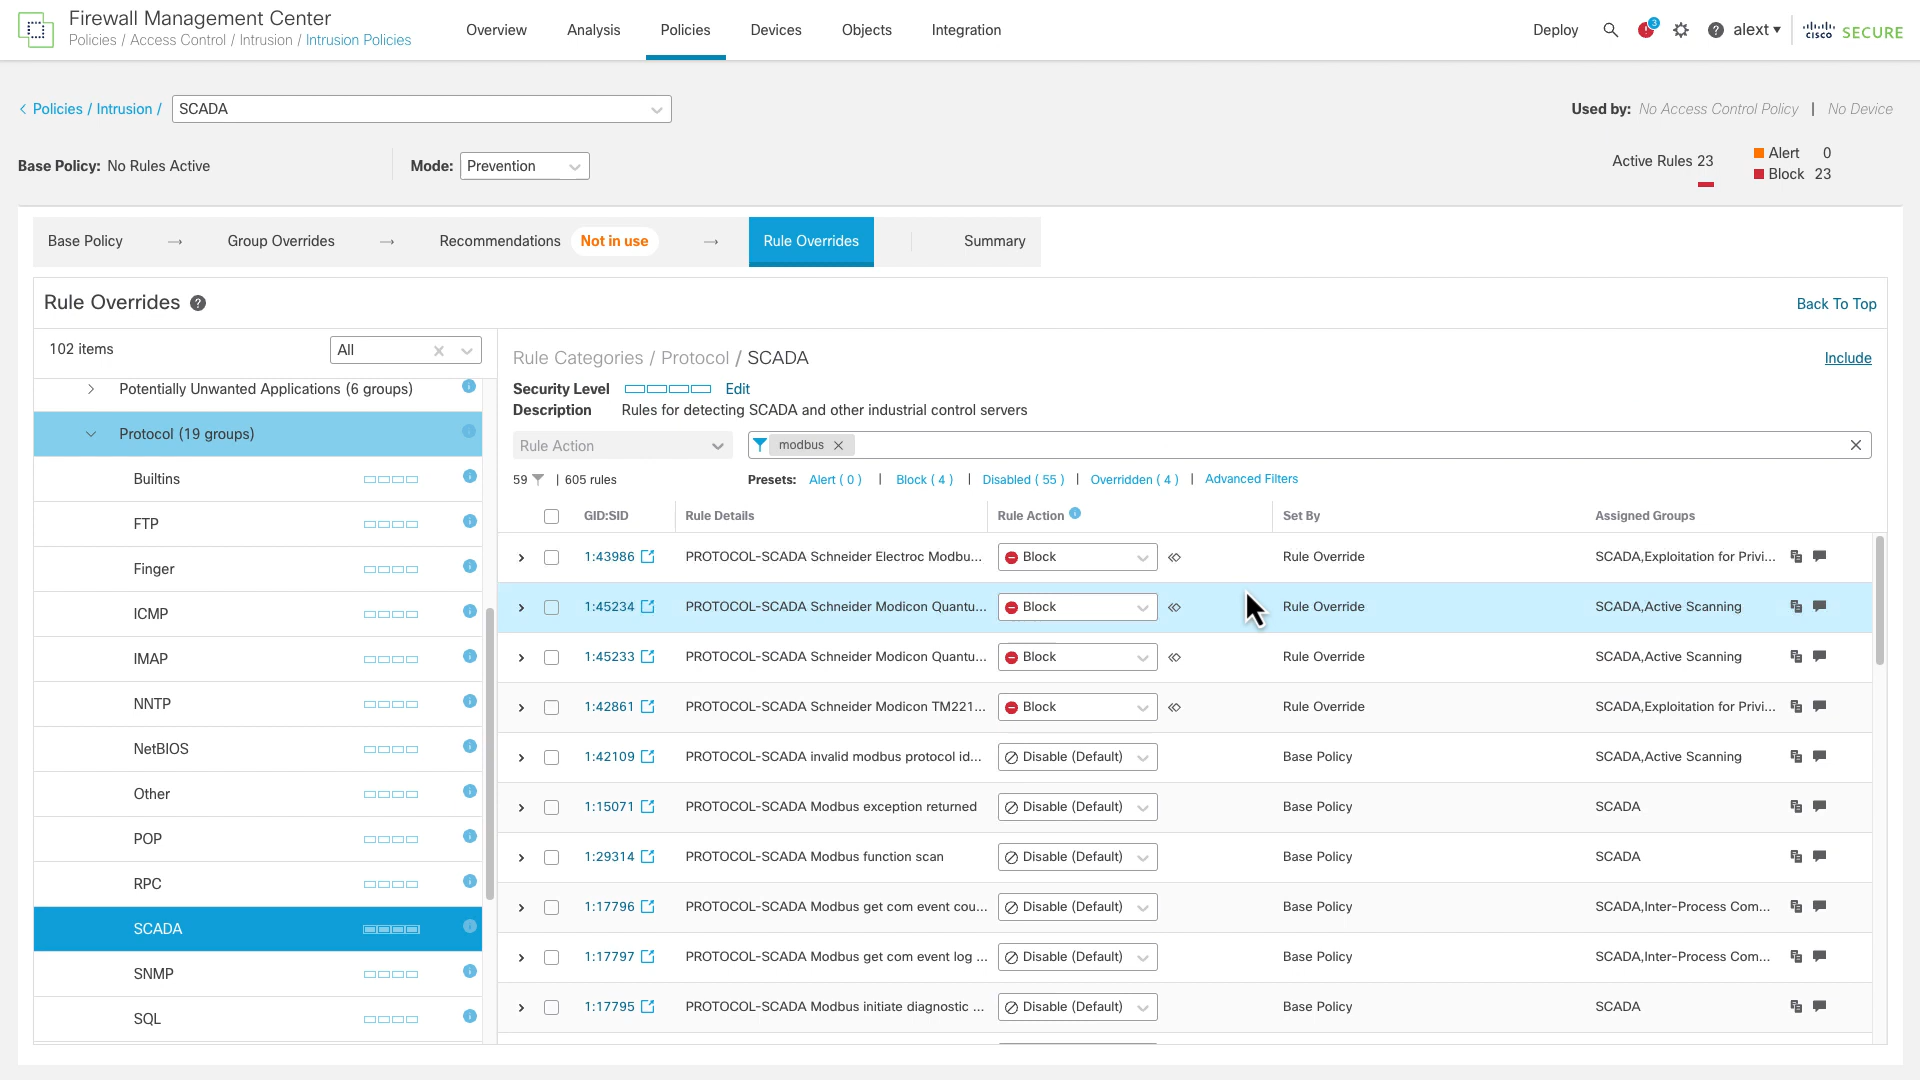 Firewall Management Center
Policies / Access Control / Intrusion / Intrusion Policies
Overview Analysis Policies Devices Objects Integration
Deploy 3 alext CISCO SECURE
Policies / Intrusion / SCADA
Used by: No Access Control Policy | No Device
Base Policy: No Rules Active
Mode: Prevention
Active Rules 23
Alert 0
Block 23
Base Policy → Group Overrides → Recommendations Not in use → Rule Overrides | Summary
Rule Overrides ?
Back To Top
102 items
All
Potentially Unwanted Applications (6 groups)
Protocol (19 groups)
Builtins
FTP
Finger
ICMP
IMAP
NNTP
NetBIOS
Other
POP
RPC
SCADA
SNMP
SQL
Rule Categories / Protocol / SCADA
Include
Security Level Edit
Description Rules for detecting SCADA and other industrial control servers
Rule Action
modbus
59 | 605 rules
Presets: Alert ( 0 ) | Block ( 4 ) | Disabled ( 55 ) | Overridden ( 4 ) | Advanced Filters
GID:SID Rule Details Rule Action Set By Assigned Groups
1:43986 PROTOCOL-SCADA Schneider Electroc Modbu... Block Rule Override SCADA,Exploitation for Privi...
1:45234 PROTOCOL-SCADA Schneider Modicon Quantu... Block Rule Override SCADA,Active Scanning
1:45233 PROTOCOL-SCADA Schneider Modicon Quantu... Block Rule Override SCADA,Active Scanning
1:42861 PROTOCOL-SCADA Schneider Modicon TM221... Block Rule Override SCADA,Exploitation for Privi...
1:42109 PROTOCOL-SCADA invalid modbus protocol id... Disable (Default) Base Policy SCADA,Active Scanning
1:15071 PROTOCOL-SCADA Modbus exception returned Disable (Default) Base Policy SCADA
1:29314 PROTOCOL-SCADA Modbus function scan Disable (Default) Base Policy SCADA
1:17796 PROTOCOL-SCADA Modbus get com event cou... Disable (Default) Base Policy SCADA,Inter-Process Com...
1:17797 PROTOCOL-SCADA Modbus get com event log ... Disable (Default) Base Policy SCADA,Inter-Process Com...
1:17795 PROTOCOL-SCADA Modbus initiate diagnostic ... Disable (Default) Base Policy SCADA